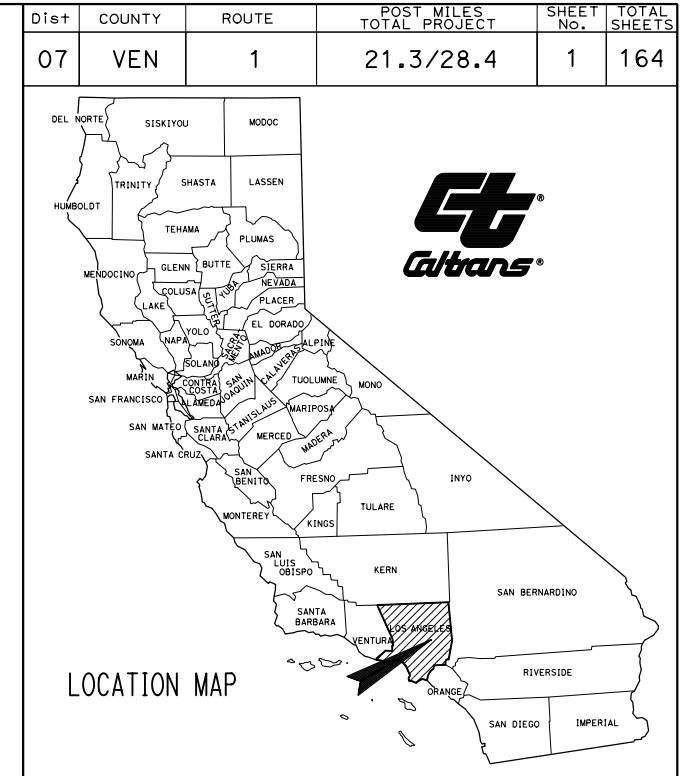 Dist COUNTY ROUTE POST MILES TOTAL PROJECT SHEET No. TOTAL SHEETS
07 VEN 1 21.3/28.4 1 164
DEL NORTE
SISKIYOU
MODOC
TRINITY
SHASTA
LASSEN
HUMBOLDT
TEHAMA
PLUMAS
MENDOCINO
GLENN
BUTTE
SIERRA
NEVADA
YUBA
COLUSA
SUTTER
PLACER
LAKE
EL DORADO
YOLO
SONOMA
NAPA
SACRA-
MENTO
AMADOR
ALPINE
SOLANO
CALAVERAS
MARIN
CONTRA
COSTA
SAN
JOAQUIN
TUOLUMNE
MONO
SAN FRANCISCO
ALAMEDA
STANISLAUS
MARIPOSA
SAN MATEO
SANTA
CLARA
MERCED
MADERA
SANTA CRUZ
SAN
BENITO
FRESNO
INYO
MONTEREY
KINGS
TULARE
SAN
LUIS
OBISPO
KERN
SAN BERNARDINO
SANTA
BARBARA
VENTURA
LOS ANGELES
ORANGE
RIVERSIDE
SAN DIEGO
IMPERIAL
Ct®
Caltrans®
LOCATION MAP